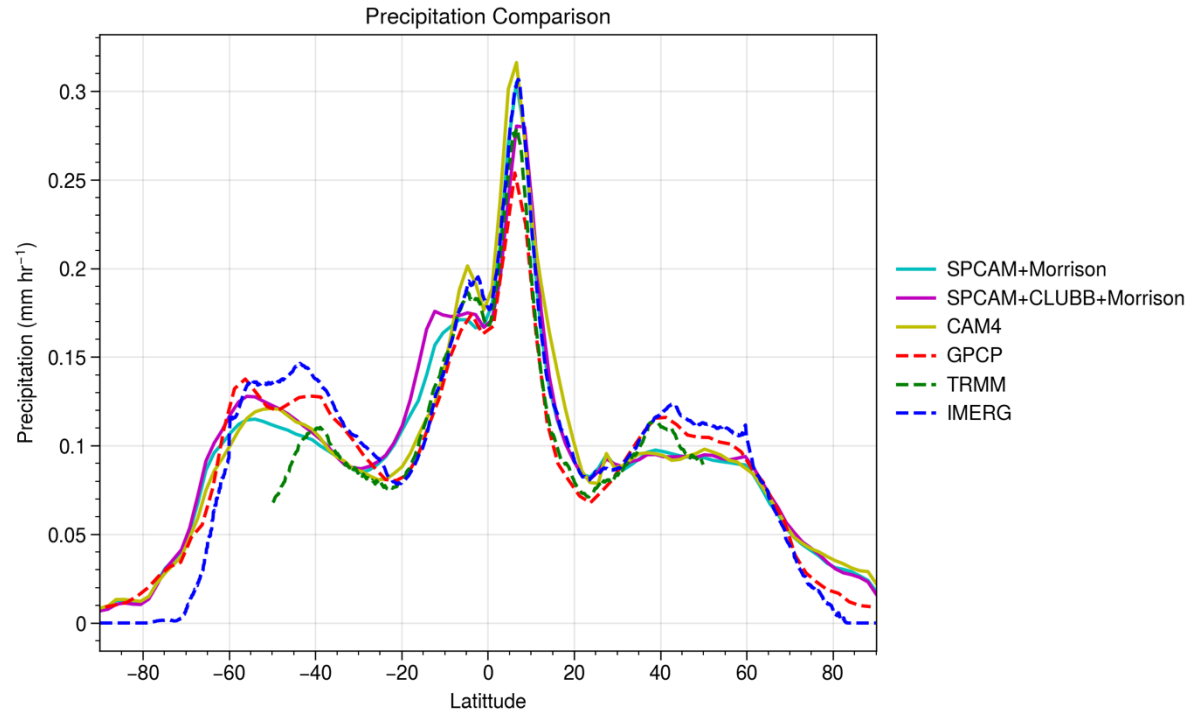 Precipitation Comparison
Precipitation (mm hr⁻¹)
0.3
0.25
0.2
0.15
0.1
0.05
0
−80
−60
−40
−20
0
20
40
60
80
Latittude
SPCAM+Morrison
SPCAM+CLUBB+Morrison
CAM4
GPCP
TRMM
IMERG